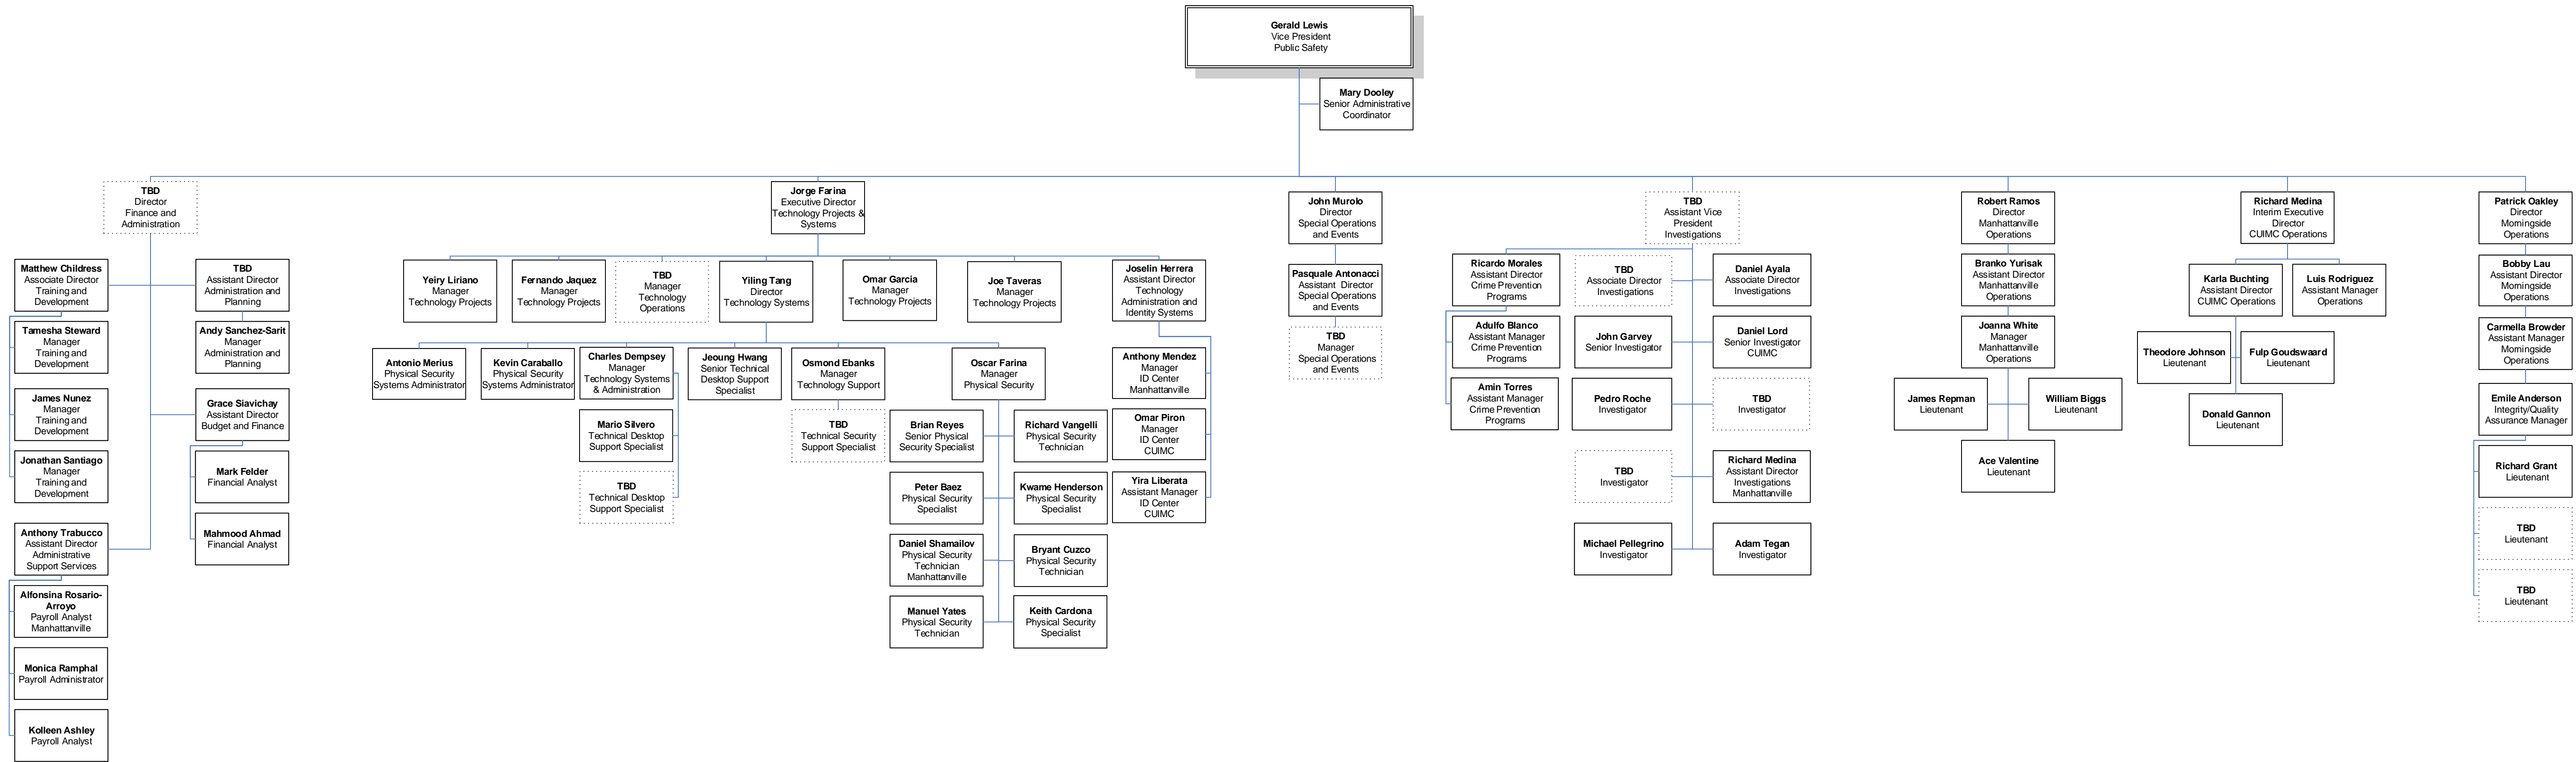 Gerald Lewis
Vice President
Public Safety
Mary Dooley
Senior Administrative
Coordinator
TBD
Director
Finance and
Administration
Matthew Childress
Associate Director
Training and
Development
TBD
Assistant Director
Administration and
Planning
Tamesha Steward
Manager
Training and
Development
Andy Sanchez-Sarit
Manager
Administration and
Planning
James Nunez
Manager
Training and
Development
Grace Siavichay
Assistant Director
Budget and Finance
Jonathan Santiago
Manager
Training and
Development
Mark Felder
Financial Analyst
Mahmood Ahmad
Financial Analyst
Anthony Trabucco
Assistant Director
Administrative
Support Services
Alfonsina Rosario-
Arroyo
Payroll Analyst
Manhattanville
Monica Ramphal
Payroll Administrator
Kolleen Ashley
Payroll Analyst
Jorge Farina
Executive Director
Technology Projects &
Systems
Yeiry Liriano
Manager
Technology Projects
Fernando Jaquez
Manager
Technology Projects
TBD
Manager
Technology
Operations
Yiling Tang
Director
Technology Systems
Omar Garcia
Manager
Technology Projects
Joe Taveras
Manager
Technology Projects
Joselin Herrera
Assistant Director
Technology
Administration and
Identity Systems
Antonio Merius
Physical Security
Systems Administrator
Kevin Caraballo
Physical Security
Systems Administrator
Charles Dempsey
Manager
Technology Systems
& Administration
Jeoung Hwang
Senior Technical
Desktop Support
Specialist
Osmond Ebanks
Manager
Technology Support
Oscar Farina
Manager
Physical Security
Anthony Mendez
Manager
ID Center
Manhattanville
Mario Silvero
Technical Desktop
Support Specialist
TBD
Technical Security
Support Specialist
Brian Reyes
Senior Physical
Security Specialist
Richard Vangelli
Physical Security
Technician
Omar Piron
Manager
ID Center
CUIMC
TBD
Technical Desktop
Support Specialist
Peter Baez
Physical Security
Specialist
Kwame Henderson
Physical Security
Specialist
Yira Liberata
Assistant Manager
ID Center
CUIMC
Daniel Shamailov
Physical Security
Technician
Manhattanville
Bryant Cuzco
Physical Security
Technician
Manuel Yates
Physical Security
Technician
Keith Cardona
Physical Security
Specialist
John Murolo
Director
Special Operations
and Events
Pasquale Antonacci
Assistant  Director
Special Operations
and Events
TBD
Manager
Special Operations
and Events
TBD
Assistant Vice
President
Investigations
Ricardo Morales
Assistant Director
Crime Prevention
Programs
TBD
Associate Director
Investigations
Daniel Ayala
Associate Director
Investigations
Adulfo Blanco
Assistant Manager
Crime Prevention
Programs
John Garvey
Senior Investigator
Daniel Lord
Senior Investigator
CUIMC
Amin Torres
Assistant Manager
Crime Prevention
Programs
Pedro Roche
Investigator
TBD
Investigator
TBD
Investigator
Richard Medina
Assistant Director
Investigations
Manhattanville
Michael Pellegrino
Investigator
Adam Tegan
Investigator
Robert Ramos
Director
Manhattanville
Operations
Branko Yurisak
Assistant Director
Manhattanville
Operations
Joanna White
Manager
Manhattanville
Operations
James Repman
Lieutenant
William Biggs
Lieutenant
Ace Valentine
Lieutenant
Richard Medina
Interim Executive
Director
CUIMC Operations
Karla Buchting
Assistant Director
CUIMC Operations
Luis Rodriguez
Assistant Manager
Operations
Theodore Johnson
Lieutenant
Fulp Goudswaard
Lieutenant
Donald Gannon
Lieutenant
Patrick Oakley
Director
Morningside
Operations
Bobby Lau
Assistant Director
Morningside
Operations
Carmella Browder
Assistant Manager
Morningside
Operations
Emile Anderson
Integrity/Quality
Assurance Manager
Richard Grant
Lieutenant
TBD
Lieutenant
TBD
Lieutenant